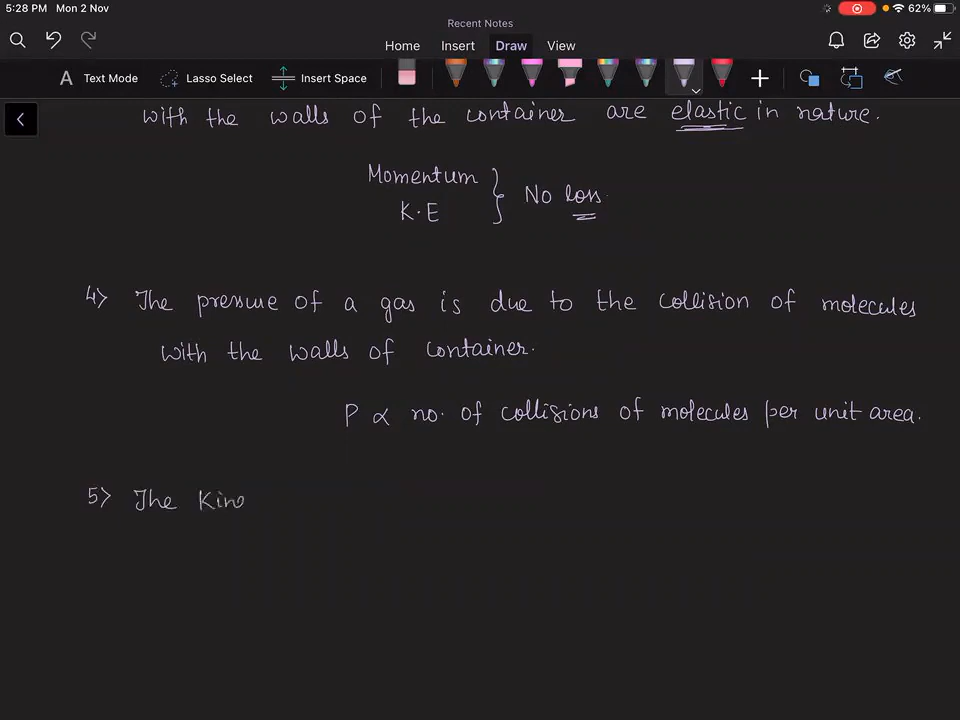 5:28 PM Mon 2 Nov
62%
Recent Notes
Home Insert Draw View
Text Mode Lasso Select Insert Space
with the walls of the container are elastic in nature.
Momentum
K.E } No loss
4> The pressure of a gas is due to the collision of molecules
with the walls of container.
P ∝ no. of collisions of molecules per unit area.
5> The Kine